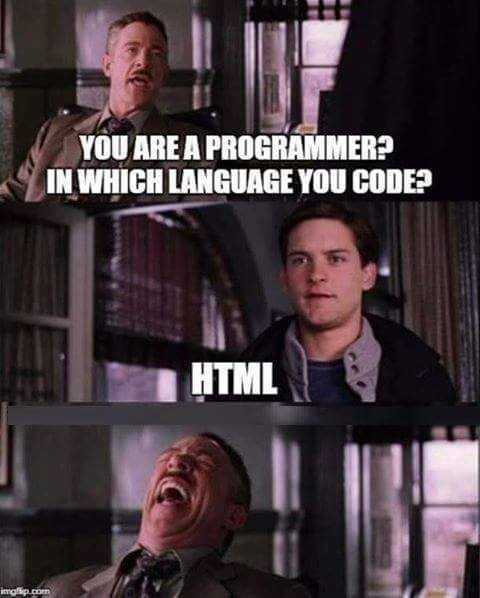 YOU ARE A PROGRAMMER?
IN WHICH LANGUAGE YOU CODE?
HTML
imgflip.com